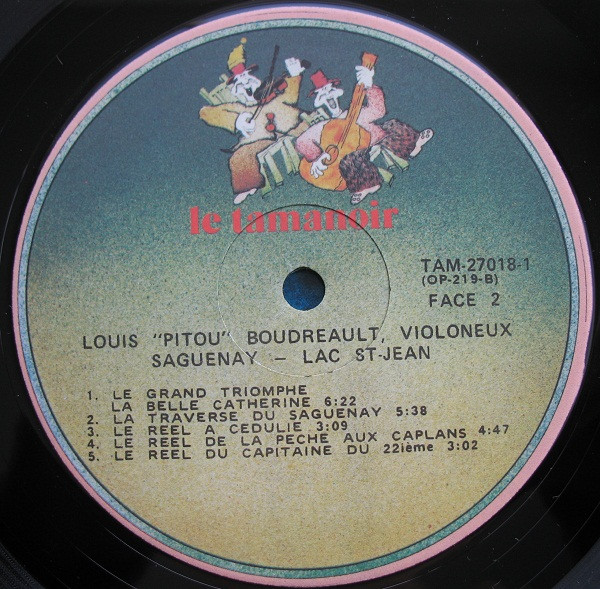 le tamanoir
TAM-27018-1
(OP-219-B)
FACE 2
LOUIS "PITOU" BOUDREAULT, VIOLONEUX
SAGUENAY – LAC ST-JEAN
1. LE GRAND TRIOMPHE
LA BELLE CATHERINE 6:22
2. LA TRAVERSE DU SAGUENAY 5:38
3. LE REEL A CEDULIE 3:09
4. LE REEL DE LA PECHE AUX CAPLANS 4:47
5. LE REEL DU CAPITAINE DU 22ième 3:02